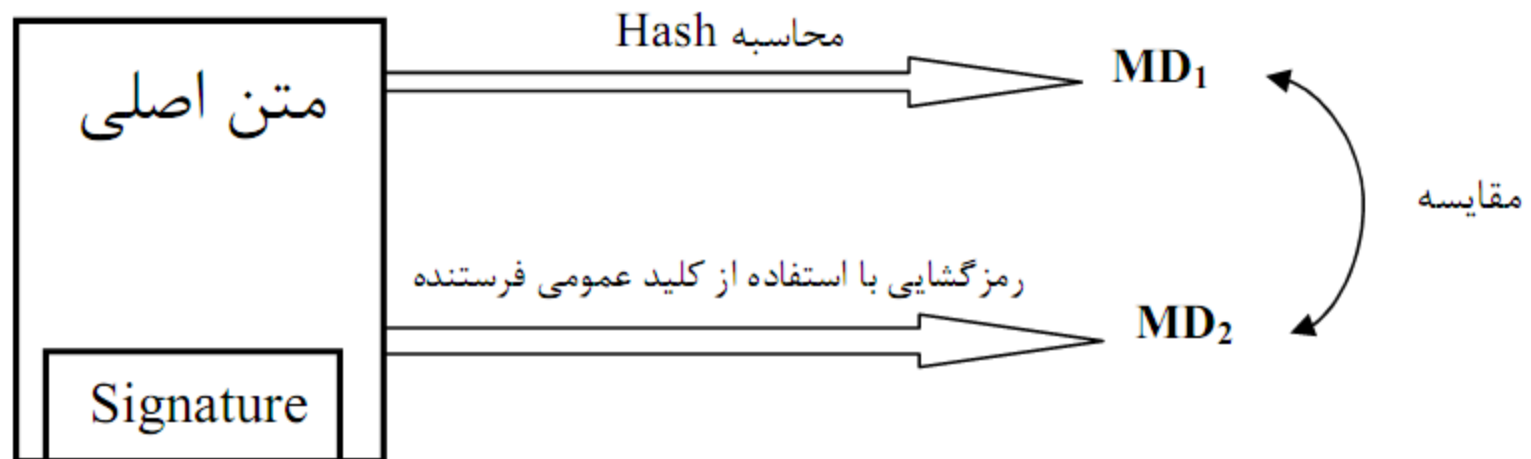 محاسبه Hash
MD1
متن اصلی
مقایسه
رمزگشایی با استفاده از کلید عمومی فرستنده
MD2
Signature